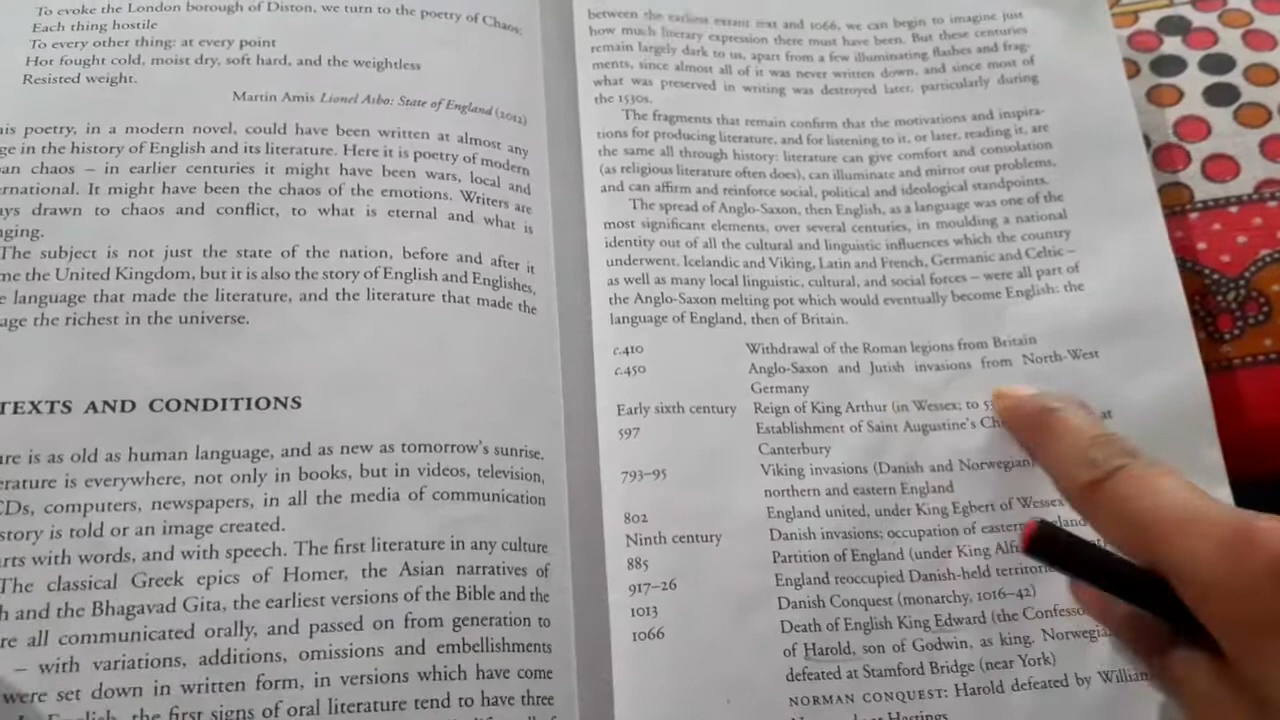 To evoke the London borough of Diston, we turn to the poetry of Chaos:
Each thing hostile
To every other thing: at every point
Hot fought cold, moist dry, soft hard, and the weightless
Resisted weight.
Martin Amis Lionel Asbo: State of England (2012)
is poetry, in a modern novel, could have been written at almost any
ge in the history of English and its literature. Here it is poetry of modern
an chaos – in earlier centuries it might have been wars, local and
ernational. It might have been the chaos of the emotions. Writers are
ys drawn to chaos and conflict, to what is eternal and what is
nging.
The subject is not just the state of the nation, before and after it
me the United Kingdom, but it is also the story of English and Englishes,
e language that made the literature, and the literature that made the
age the richest in the universe.
TEXTS AND CONDITIONS
ure is as old as human language, and as new as tomorrow's sunrise.
erature is everywhere, not only in books, but in videos, television,
CDs, computers, newspapers, in all the media of communication
story is told or an image created.
arts with words, and with speech. The first literature in any culture
The classical Greek epics of Homer, the Asian narratives of
h and the Bhagavad Gita, the earliest versions of the Bible and the
re all communicated orally, and passed on from generation to
– with variations, additions, omissions and embellishments
were set down in written form, in versions which have come
the first signs of oral literature tend to have three
between the earliest extant text and 1066, we can begin to imagine just
how much literary expression there must have been. But these centuries
remain largely dark to us, apart from a few illuminating flashes and frag-
ments, since almost all of it was never written down, and since most of
what was preserved in writing was destroyed later, particularly during
the 1530s.
The fragments that remain confirm that the motivations and inspira-
tions for producing literature, and for listening to it, or later, reading it, are
the same all through history: literature can give comfort and consolation
(as religious literature often does), can illuminate and mirror our problems,
and can affirm and reinforce social, political and ideological standpoints.
The spread of Anglo-Saxon, then English, as a language was one of the
most significant elements, over several centuries, in moulding a national
identity out of all the cultural and linguistic influences which the country
underwent. Icelandic and Viking, Latin and French, Germanic and Celtic –
as well as many local linguistic, cultural, and social forces – were all part of
the Anglo-Saxon melting pot which would eventually become English: the
language of England, then of Britain.
c.410 Withdrawal of the Roman legions from Britain
c.450 Anglo-Saxon and Jutish invasions from North-West
Germany
Early sixth century Reign of King Arthur (in Wessex; to
597 Establishment of Saint Augustine's at
Canterbury
793–95 Viking invasions (Danish and Norwegian)
northern and eastern England
802 England united, under King Egbert of Wessex
Ninth century Danish invasions; occupation of eastern England
885 Partition of England (under King
917–26 England reoccupied Danish-held
1013 Danish Conquest (monarchy, 1016–42)
1066 Death of English King Edward (the
of Harold, son of Godwin, as king.
defeated at Stamford Bridge (near York)
NORMAN CONQUEST: Harold defeated by
Hastings